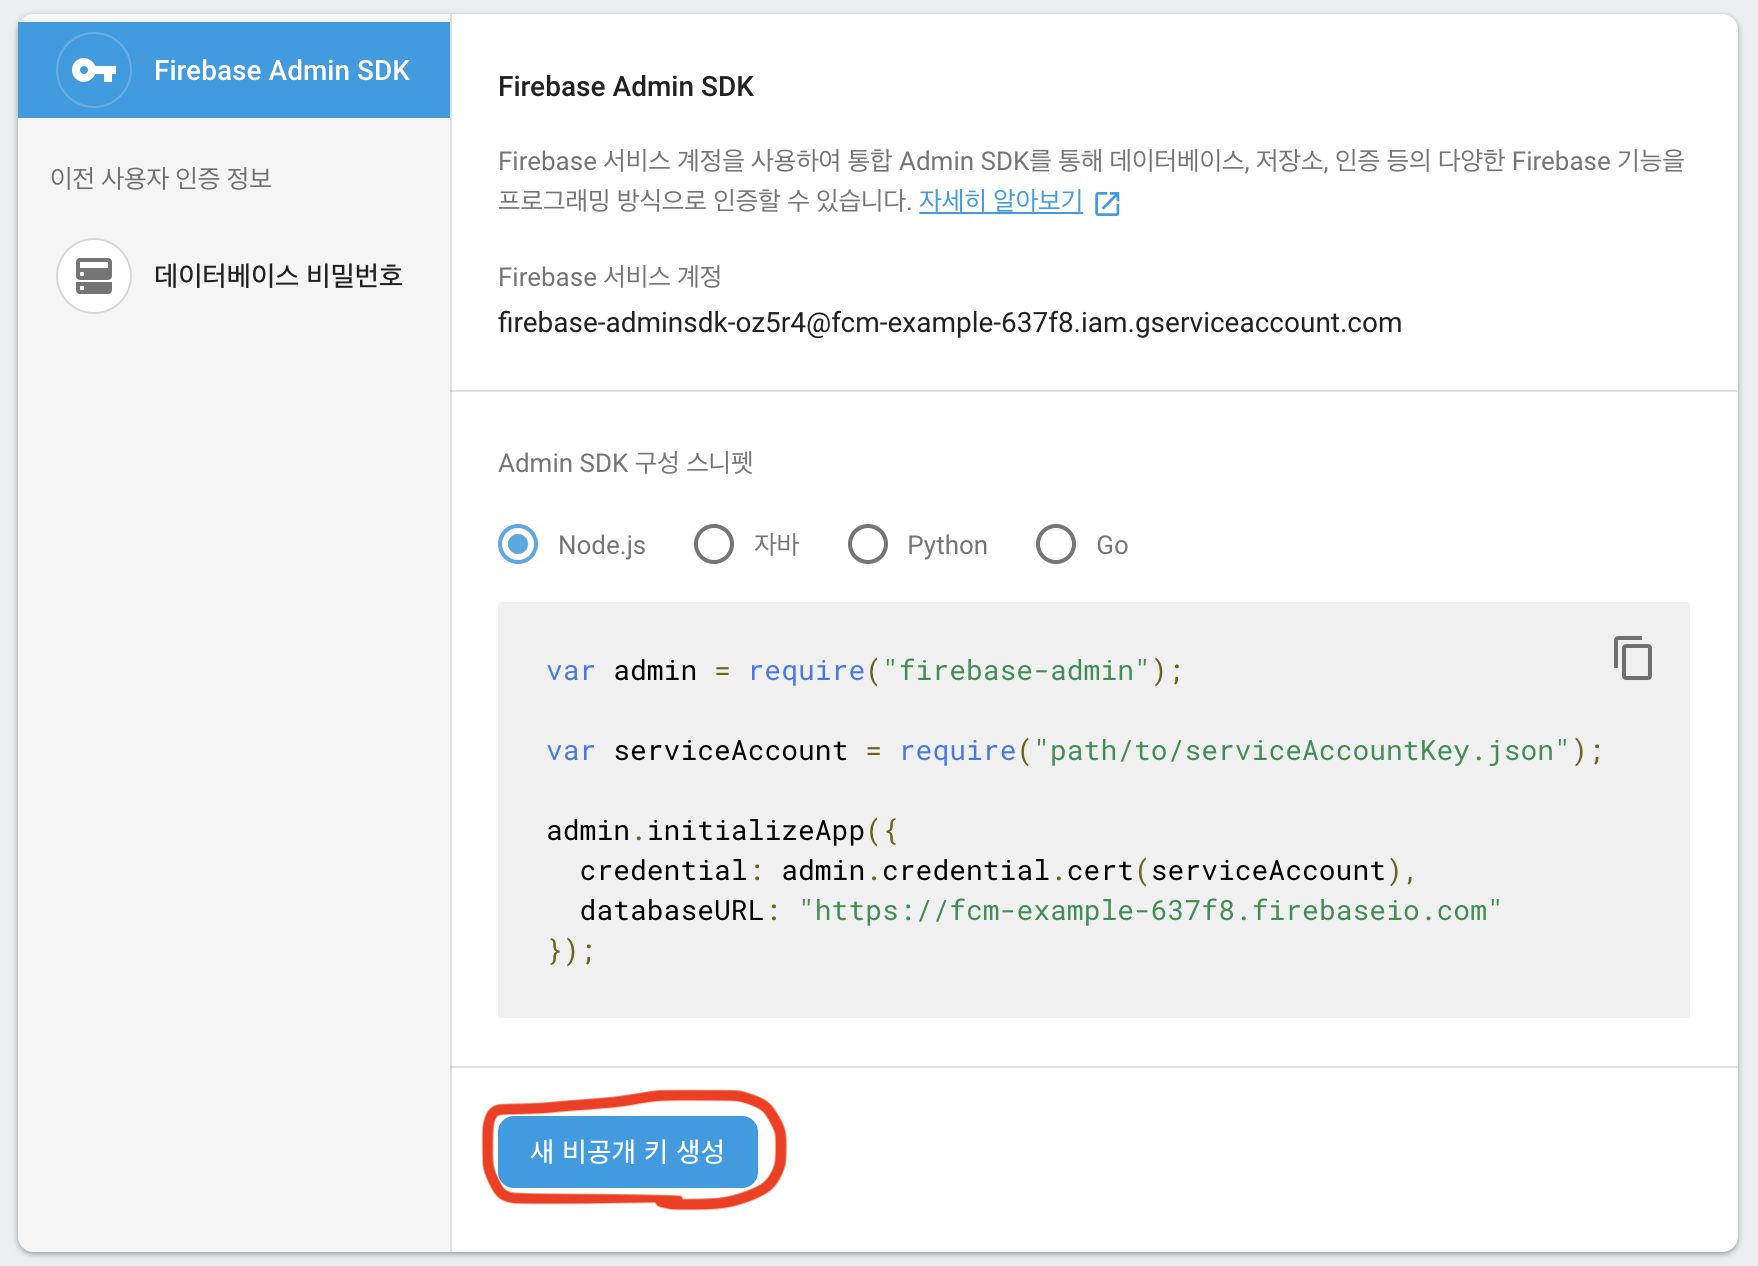 Firebase Admin SDK
이전 사용자 인증 정보
데이터베이스 비밀번호
Firebase Admin SDK
Firebase 서비스 계정을 사용하여 통합 Admin SDK를 통해 데이터베이스, 저장소, 인증 등의 다양한 Firebase 기능을
프로그래밍 방식으로 인증할 수 있습니다. 자세히 알아보기
Firebase 서비스 계정
firebase-adminsdk-oz5r4@fcm-example-637f8.iam.gserviceaccount.com
Admin SDK 구성 스니펫
Node.js 자바 Python Go
var admin = require("firebase-admin");
var serviceAccount = require("path/to/serviceAccountKey.json");
admin.initializeApp({
  credential: admin.credential.cert(serviceAccount),
  databaseURL: "https://fcm-example-637f8.firebaseio.com"
});
새 비공개 키 생성